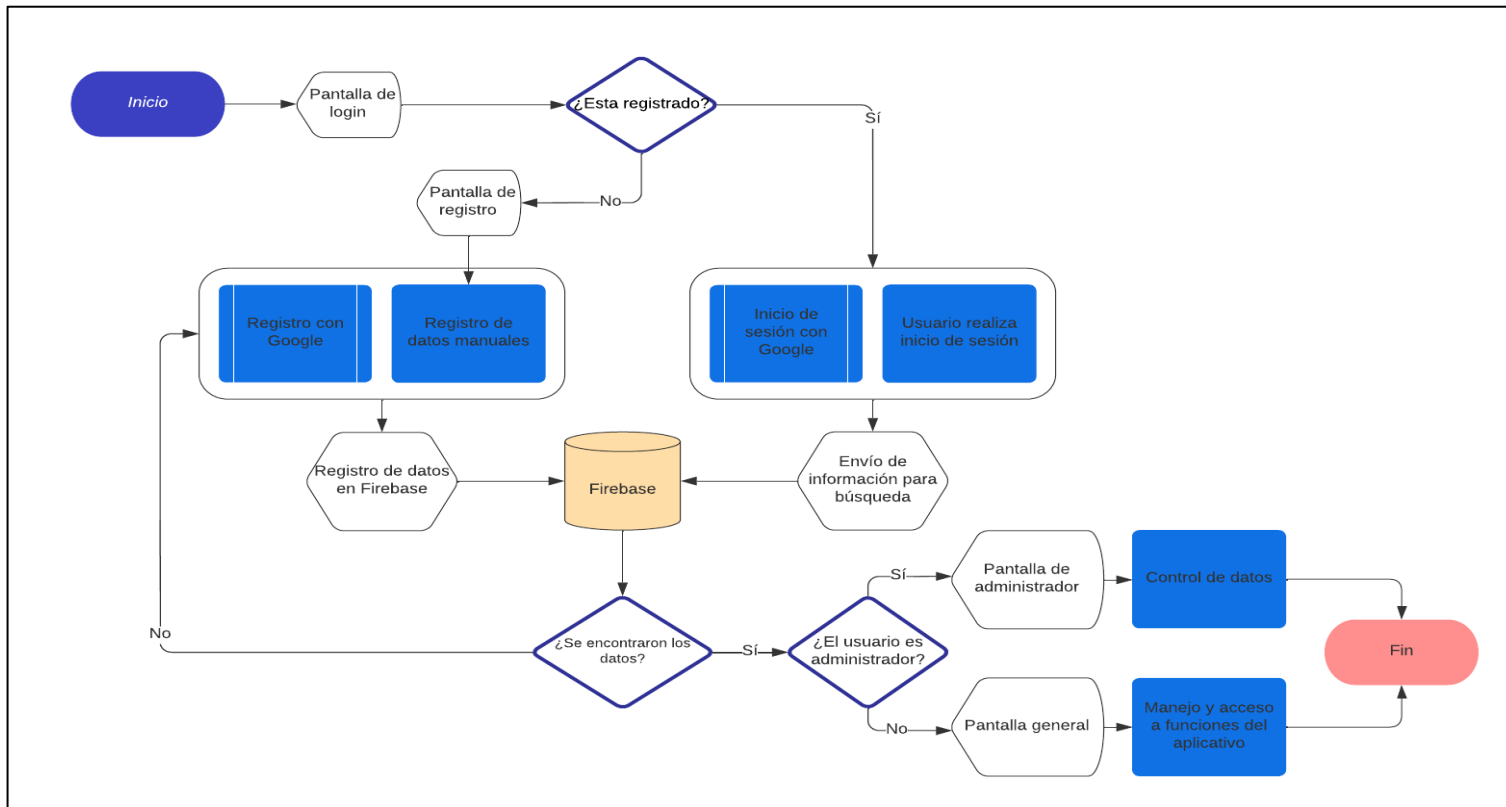 Inicio
Pantalla de
login
¿Esta registrado?
Sí
No
Pantalla de
registro
Registro con
Google
Registro de
datos manuales
Inicio de
sesión con
Google
Usuario realiza
inicio de sesión
Registro de datos
en Firebase
Firebase
Envío de
información para
búsqueda
No
¿Se encontraron los
datos?
Sí
¿El usuario es
administrador?
Sí
Pantalla de
administrador
Control de datos
Fin
No
Pantalla general
Manejo y acceso
a funciones del
aplicativo